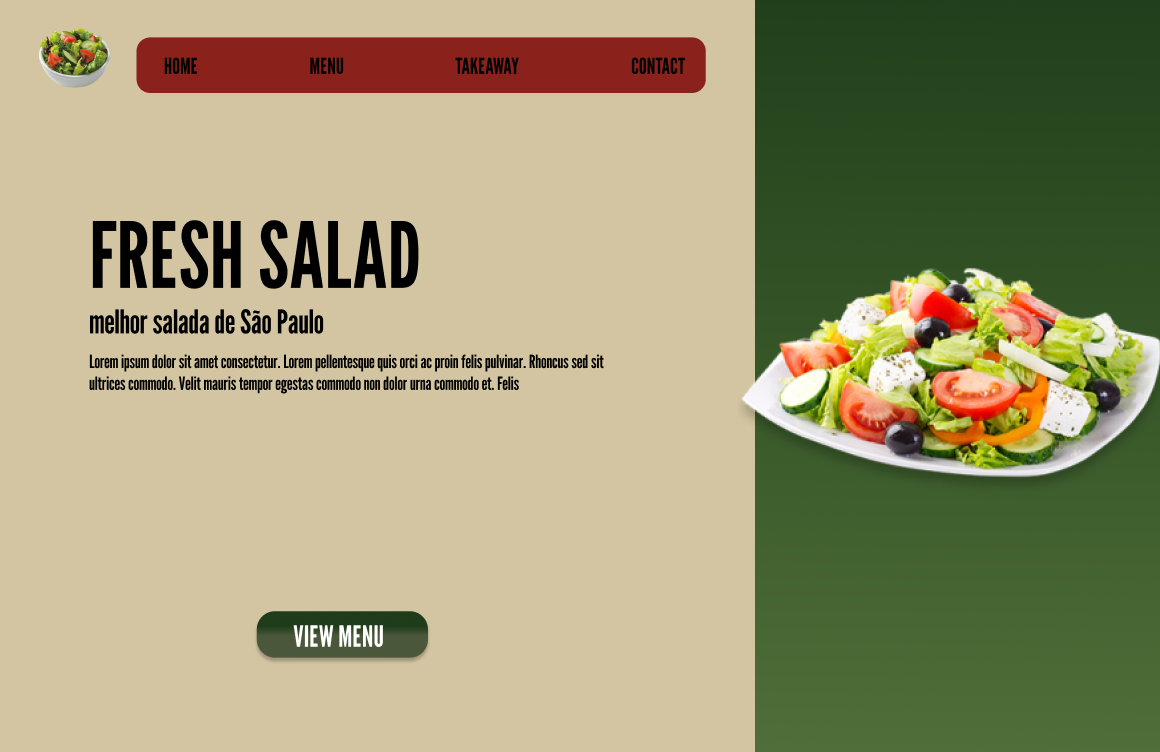 HOME
MENU
TAKEAWAY
CONTACT
FRESH SALAD
melhor salada de São Paulo
Lorem ipsum dolor sit amet consectetur. Lorem pellentesque quis orci ac proin felis pulvinar. Rhoncus sed sit
ultrices commodo. Velit mauris tempor egestas commodo non dolor urna commodo et. Felis
VIEW MENU